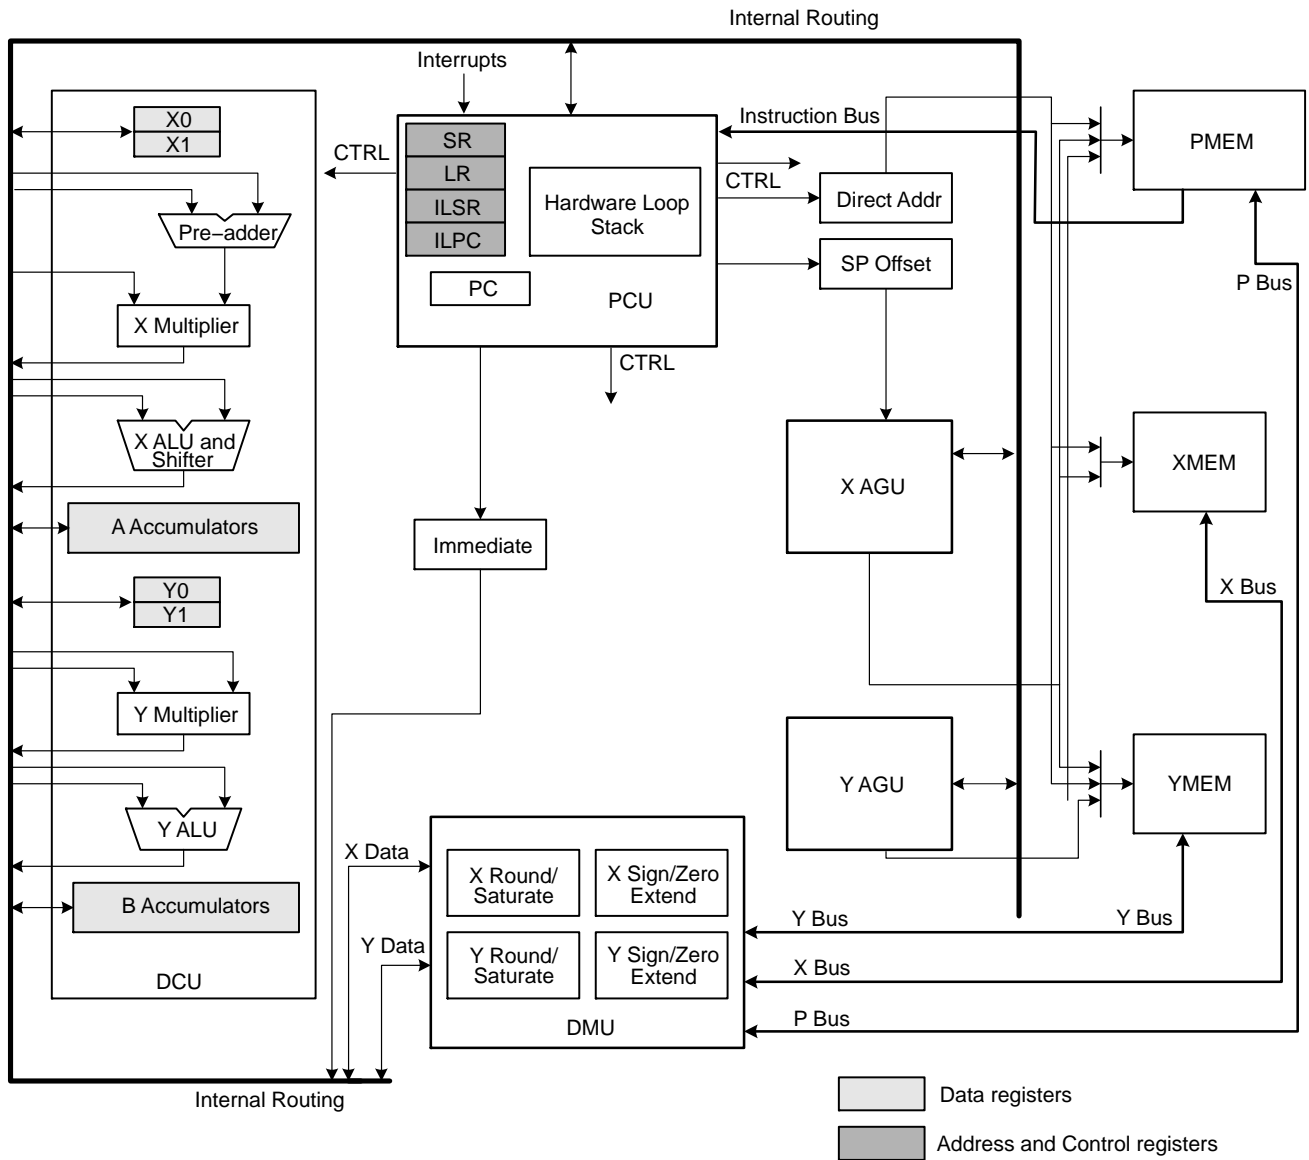 Internal Routing
Interrupts
X0
X1
CTRL
SR
LR
ILSR
ILPC
Hardware Loop
Stack
PC
PCU
Instruction Bus
CTRL
Direct Addr
SP Offset
PMEM
P Bus
Pre–adder
X Multiplier
CTRL
X ALU and
Shifter
X AGU
XMEM
A Accumulators
Immediate
X Bus
Y0
Y1
Y Multiplier
Y AGU
YMEM
Y ALU
X Data
X Round/
Saturate
X Sign/Zero
Extend
B Accumulators
Y Data
Y Round/
Saturate
Y Sign/Zero
Extend
Y Bus
Y Bus
X Bus
P Bus
DCU
DMU
Internal Routing
Data registers
Address and Control registers